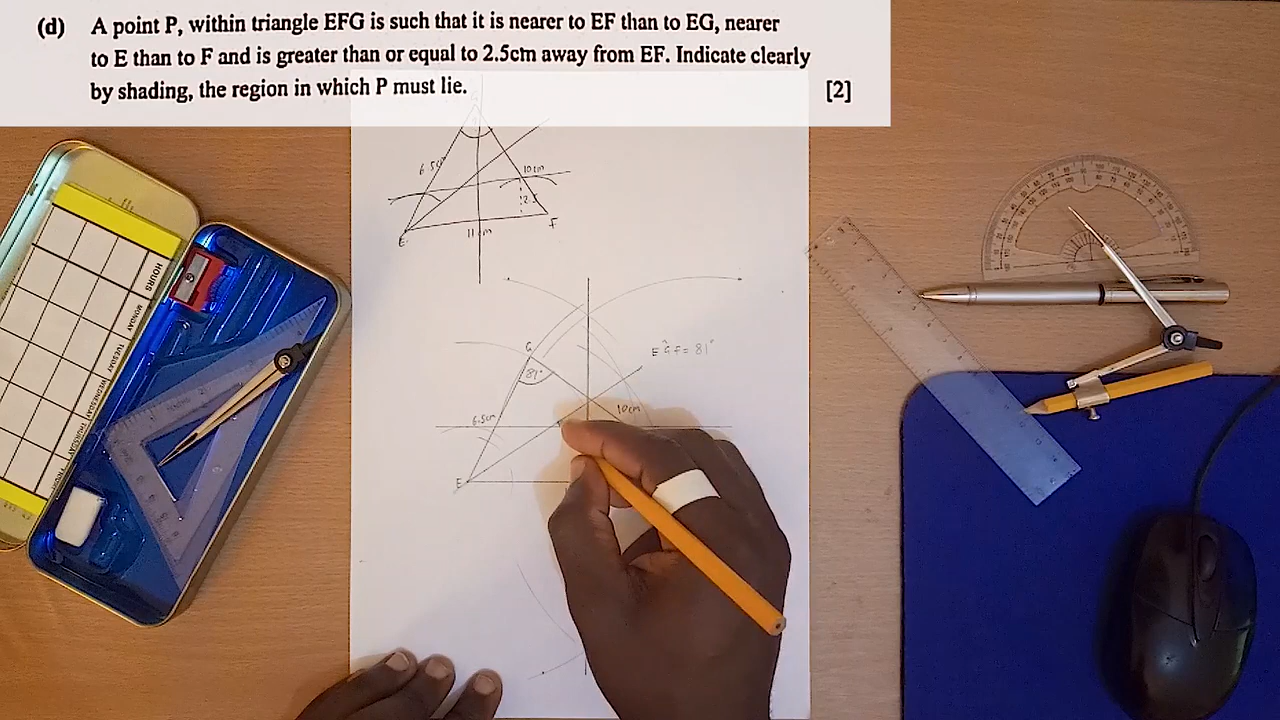 (d) A point P, within triangle EFG is such that it is nearer to EF than to EG, nearer
to E than to F and is greater than or equal to 2.5cm away from EF. Indicate clearly
by shading, the region in which P must lie. [2]
6.5cm
10cm
2.5
E
11cm
F
G
EĜF=81°
81°
6.5cm
10cm
E
HOURS
MONDAY
TUESDAY
WEDNESDAY
THURSDAY